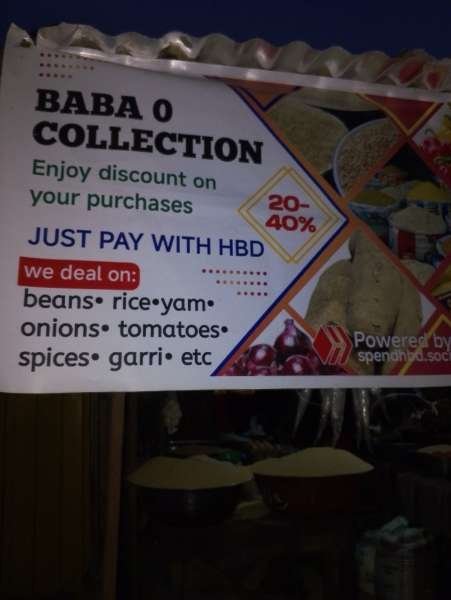 BABA O
COLLECTION
Enjoy discount on
your purchases
20-
40%
JUST PAY WITH HBD
we deal on:
beans• rice•yam•
onions• tomatoes•
spices• garri• etc
Powered by
spendhbd.soci